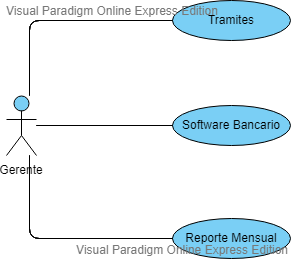 Visual Paradigm Online Express Edition
Tramites
Software Bancario
Gerente
Reporte Mensual
Visual Paradigm Online Express Edition